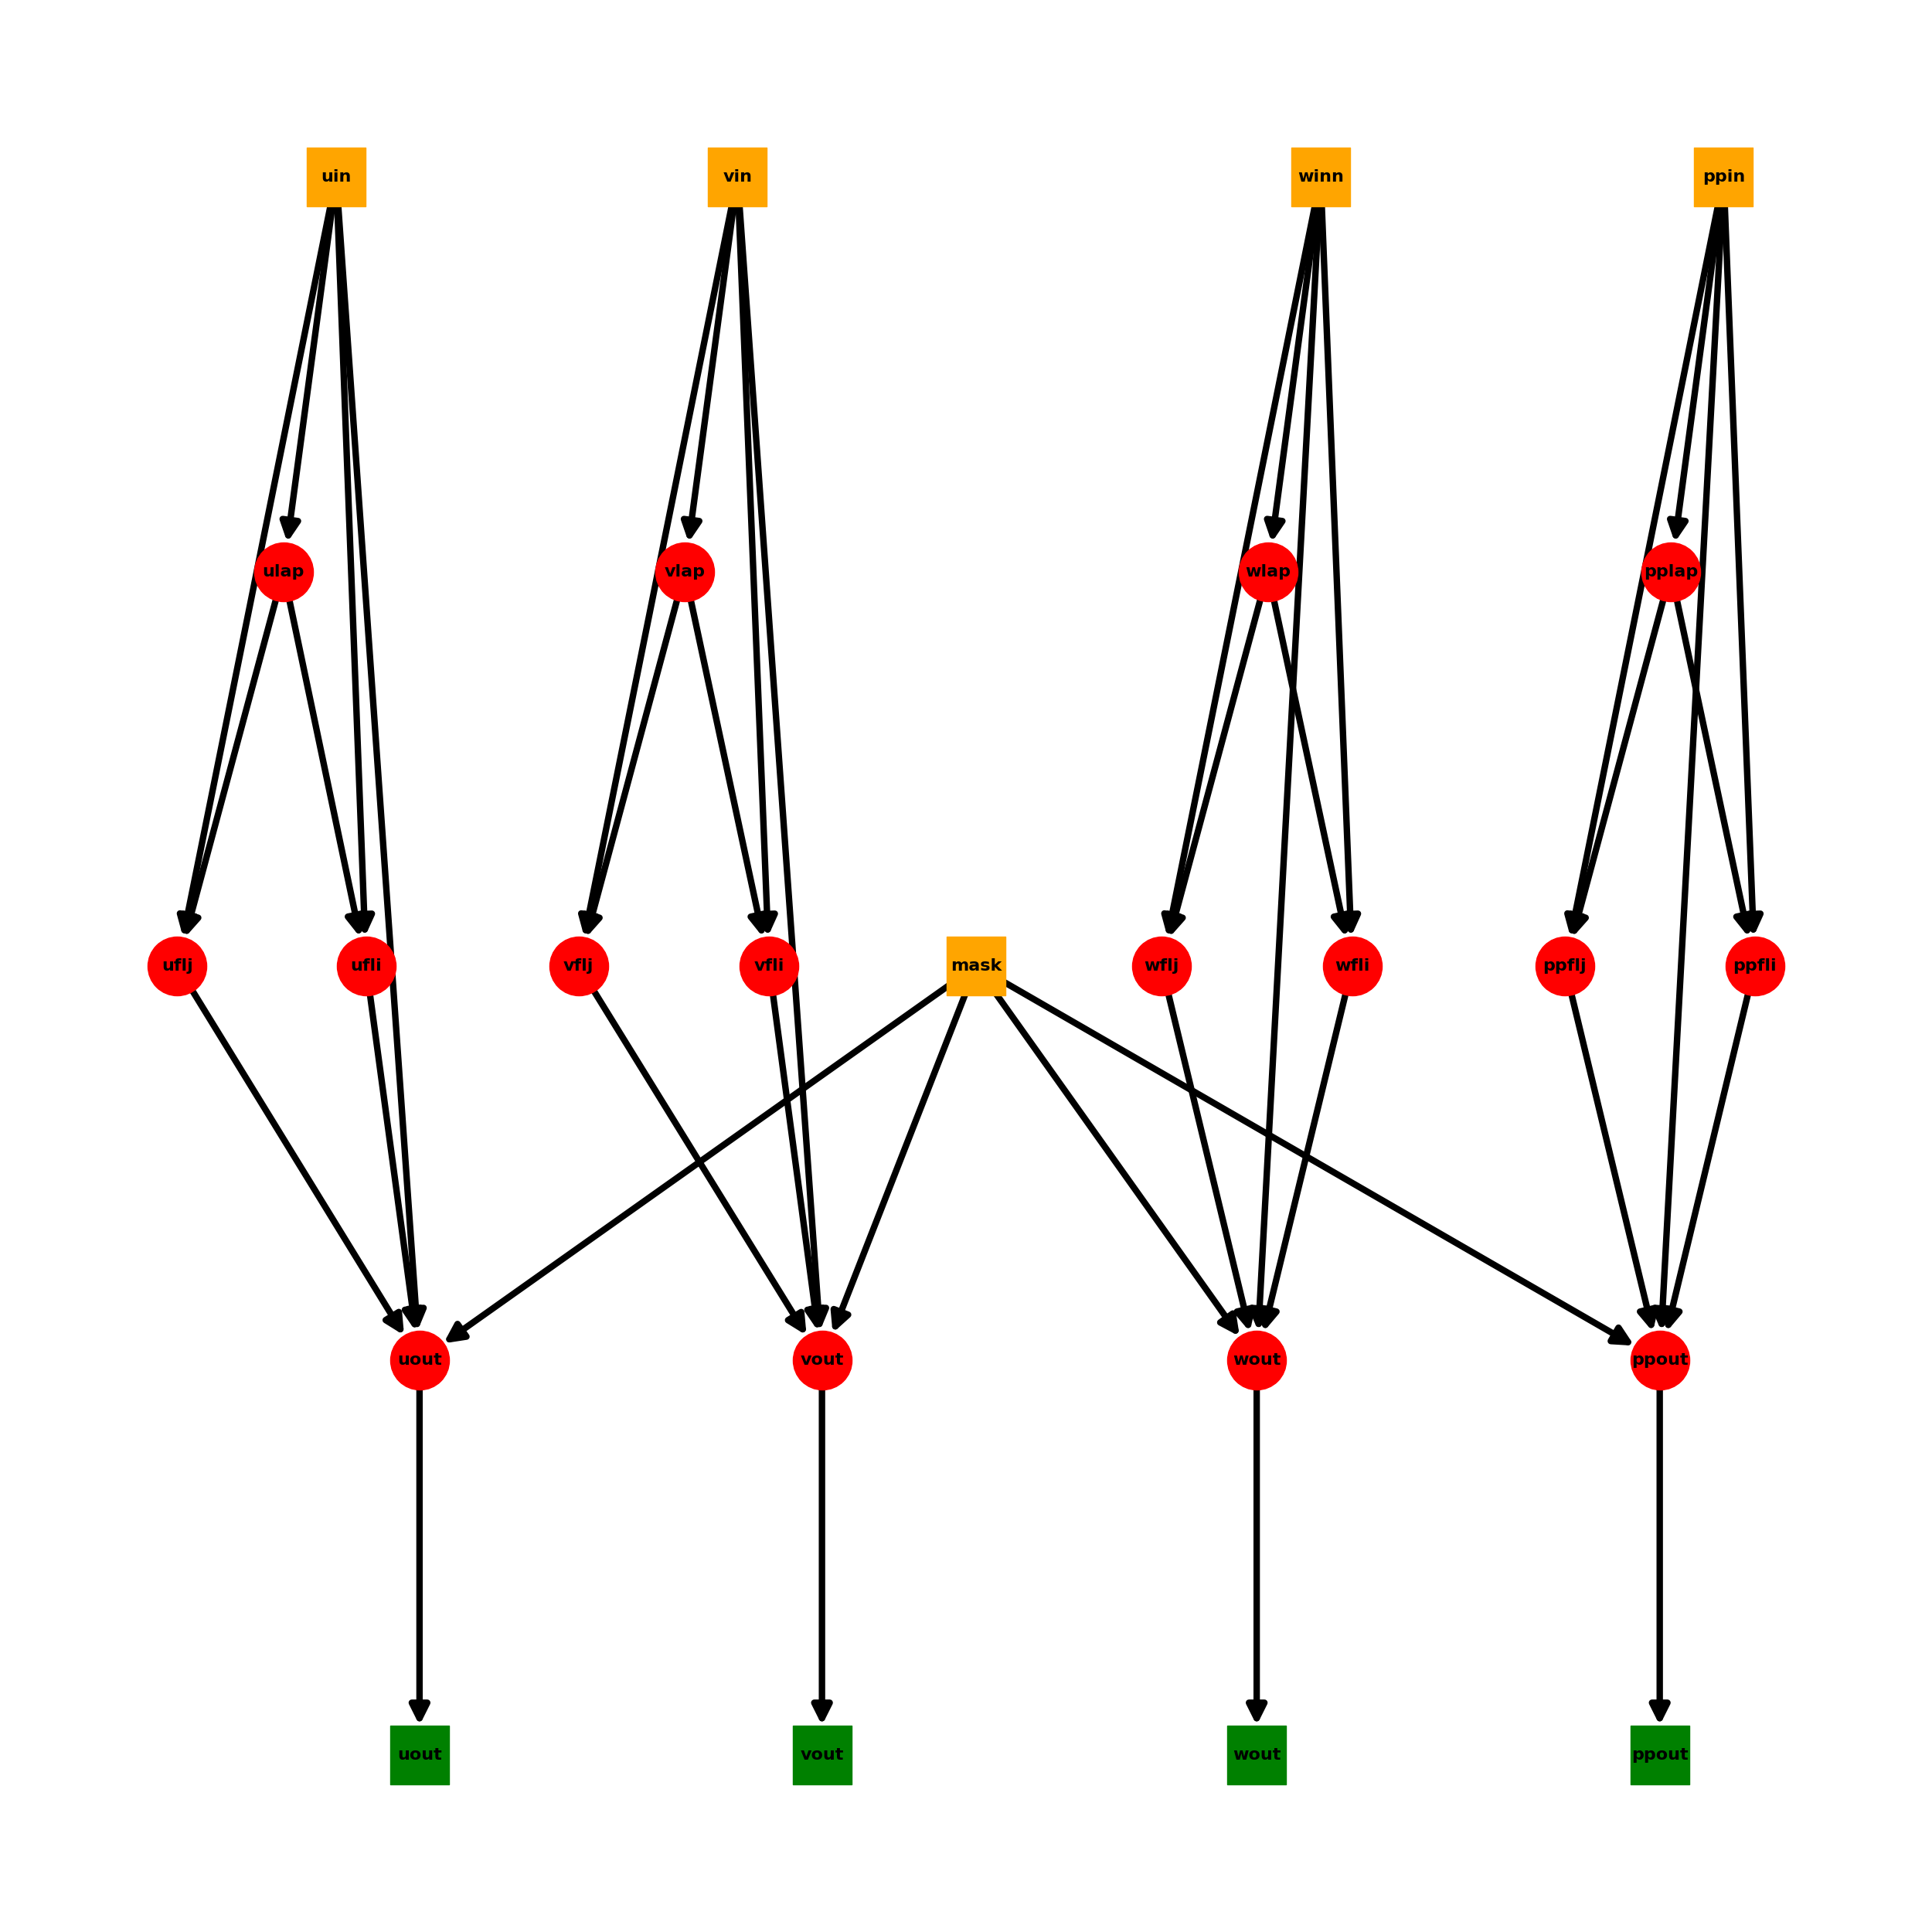 uin
vin
winn
ppin
ulap
vlap
wlap
pplap
uflj
ufli
vflj
vfli
mask
wflj
wfli
ppflj
ppfli
uout
vout
wout
ppout
uout
vout
wout
ppout